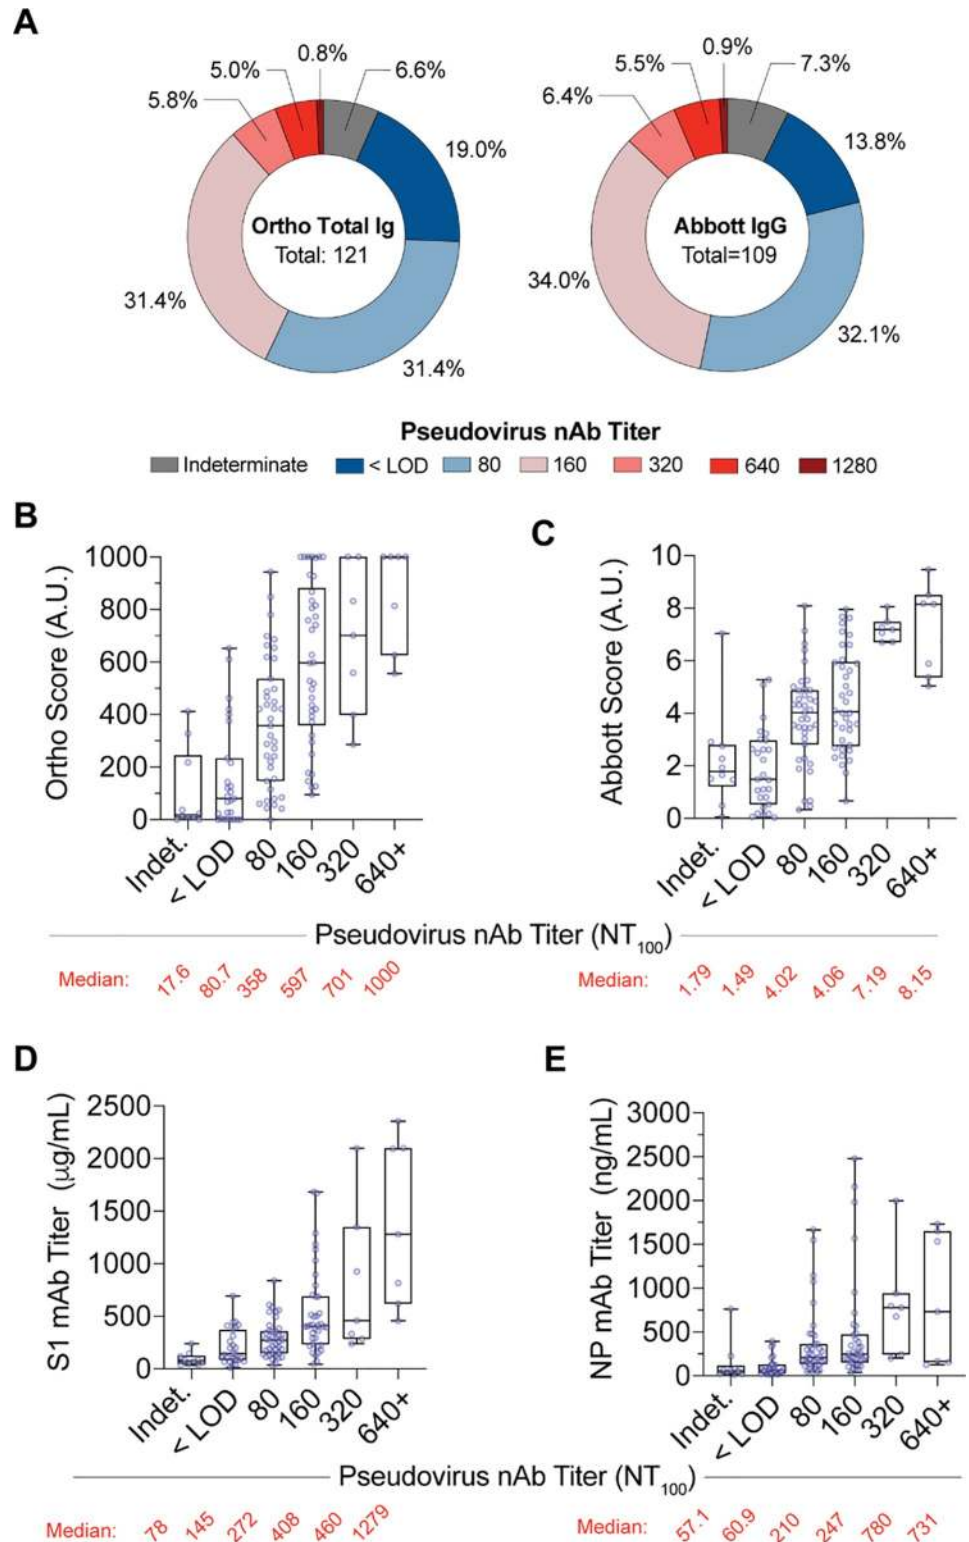 A
0.8%
5.0%
5.8%
6.6%
19.0%
Ortho Total Ig
Total: 121
31.4%
31.4%
0.9%
5.5%
6.4%
7.3%
13.8%
Abbott IgG
Total=109
34.0%
32.1%
Pseudovirus nAb Titer
Indeterminate < LOD 80 160 320 640 1280
B
Ortho Score (A.U.)
1000
800
600
400
200
0
Indet. < LOD 80 160 320 640+
C
Abbott Score (A.U.)
10
8
6
4
2
0
Indet. < LOD 80 160 320 640+
Pseudovirus nAb Titer (NT100)
Median: 17.6 80.7 358 597 701 1000
Median: 1.79 1.49 4.02 4.06 7.19 8.15
D
S1 mAb Titer (μg/mL)
2500
2000
1500
1000
500
0
Indet. < LOD 80 160 320 640+
E
NP mAb Titer (ng/mL)
3000
2500
2000
1500
1000
500
0
Indet. < LOD 80 160 320 640+
Pseudovirus nAb Titer (NT100)
Median: 78 145 272 408 460 1279
Median: 57.1 60.9 210 247 780 731